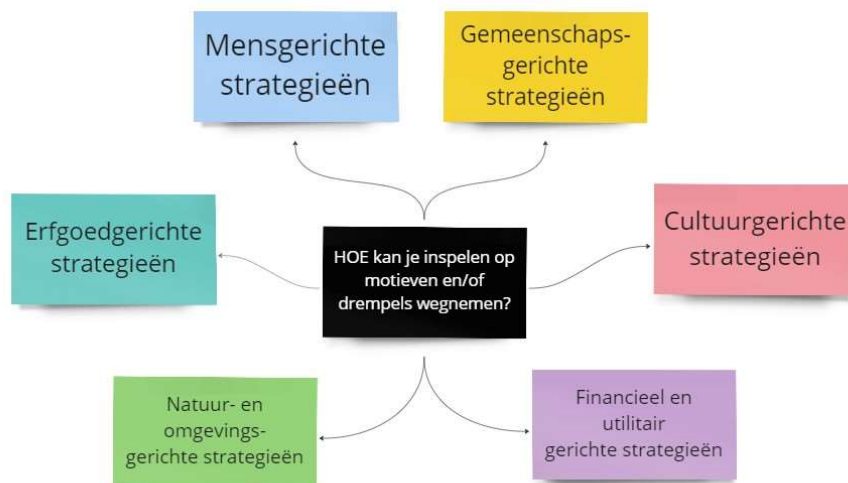 Mensgerichte
strategieën
Gemeenschaps-
gerichte
strategieën
Erfgoedgerichte
strategieën
HOE kan je inspelen op
motieven en/of
drempels wegnemen?
Cultuurgerichte
strategieën
Natuur- en
omgevings-
gerichte strategieën
Financieel en
utilitair
gerichte strategieën